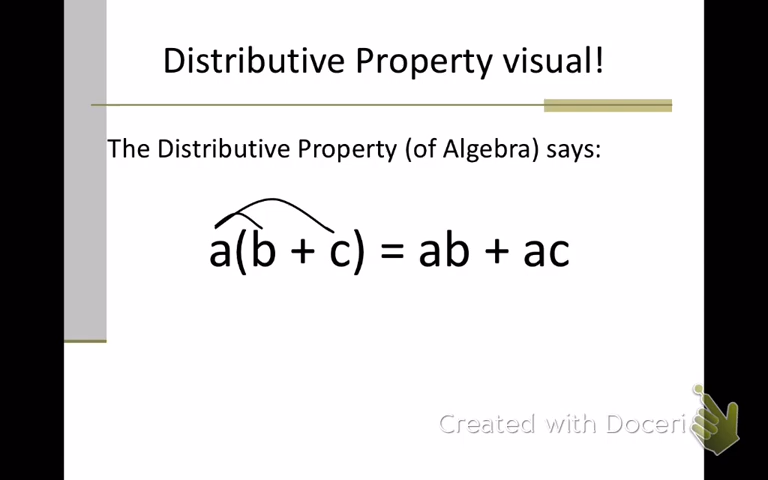 Distributive Property visual!
The Distributive Property (of Algebra) says:
a(b + c) = ab + ac
Created with Doceri